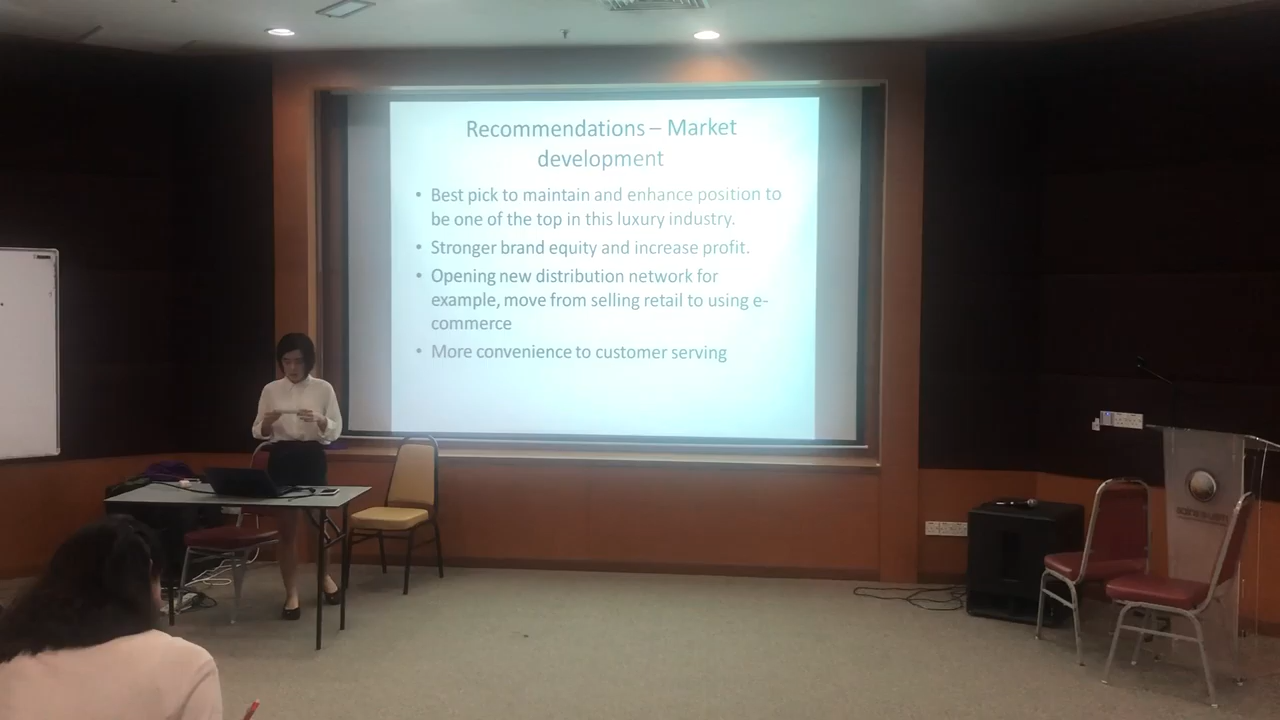 Recommendations – Market
development
• Best pick to maintain and enhance position to
be one of the top in this luxury industry.
• Stronger brand equity and increase profit.
• Opening new distribution network for
example, move from selling retail to using e-
commerce
• More convenience to customer serving